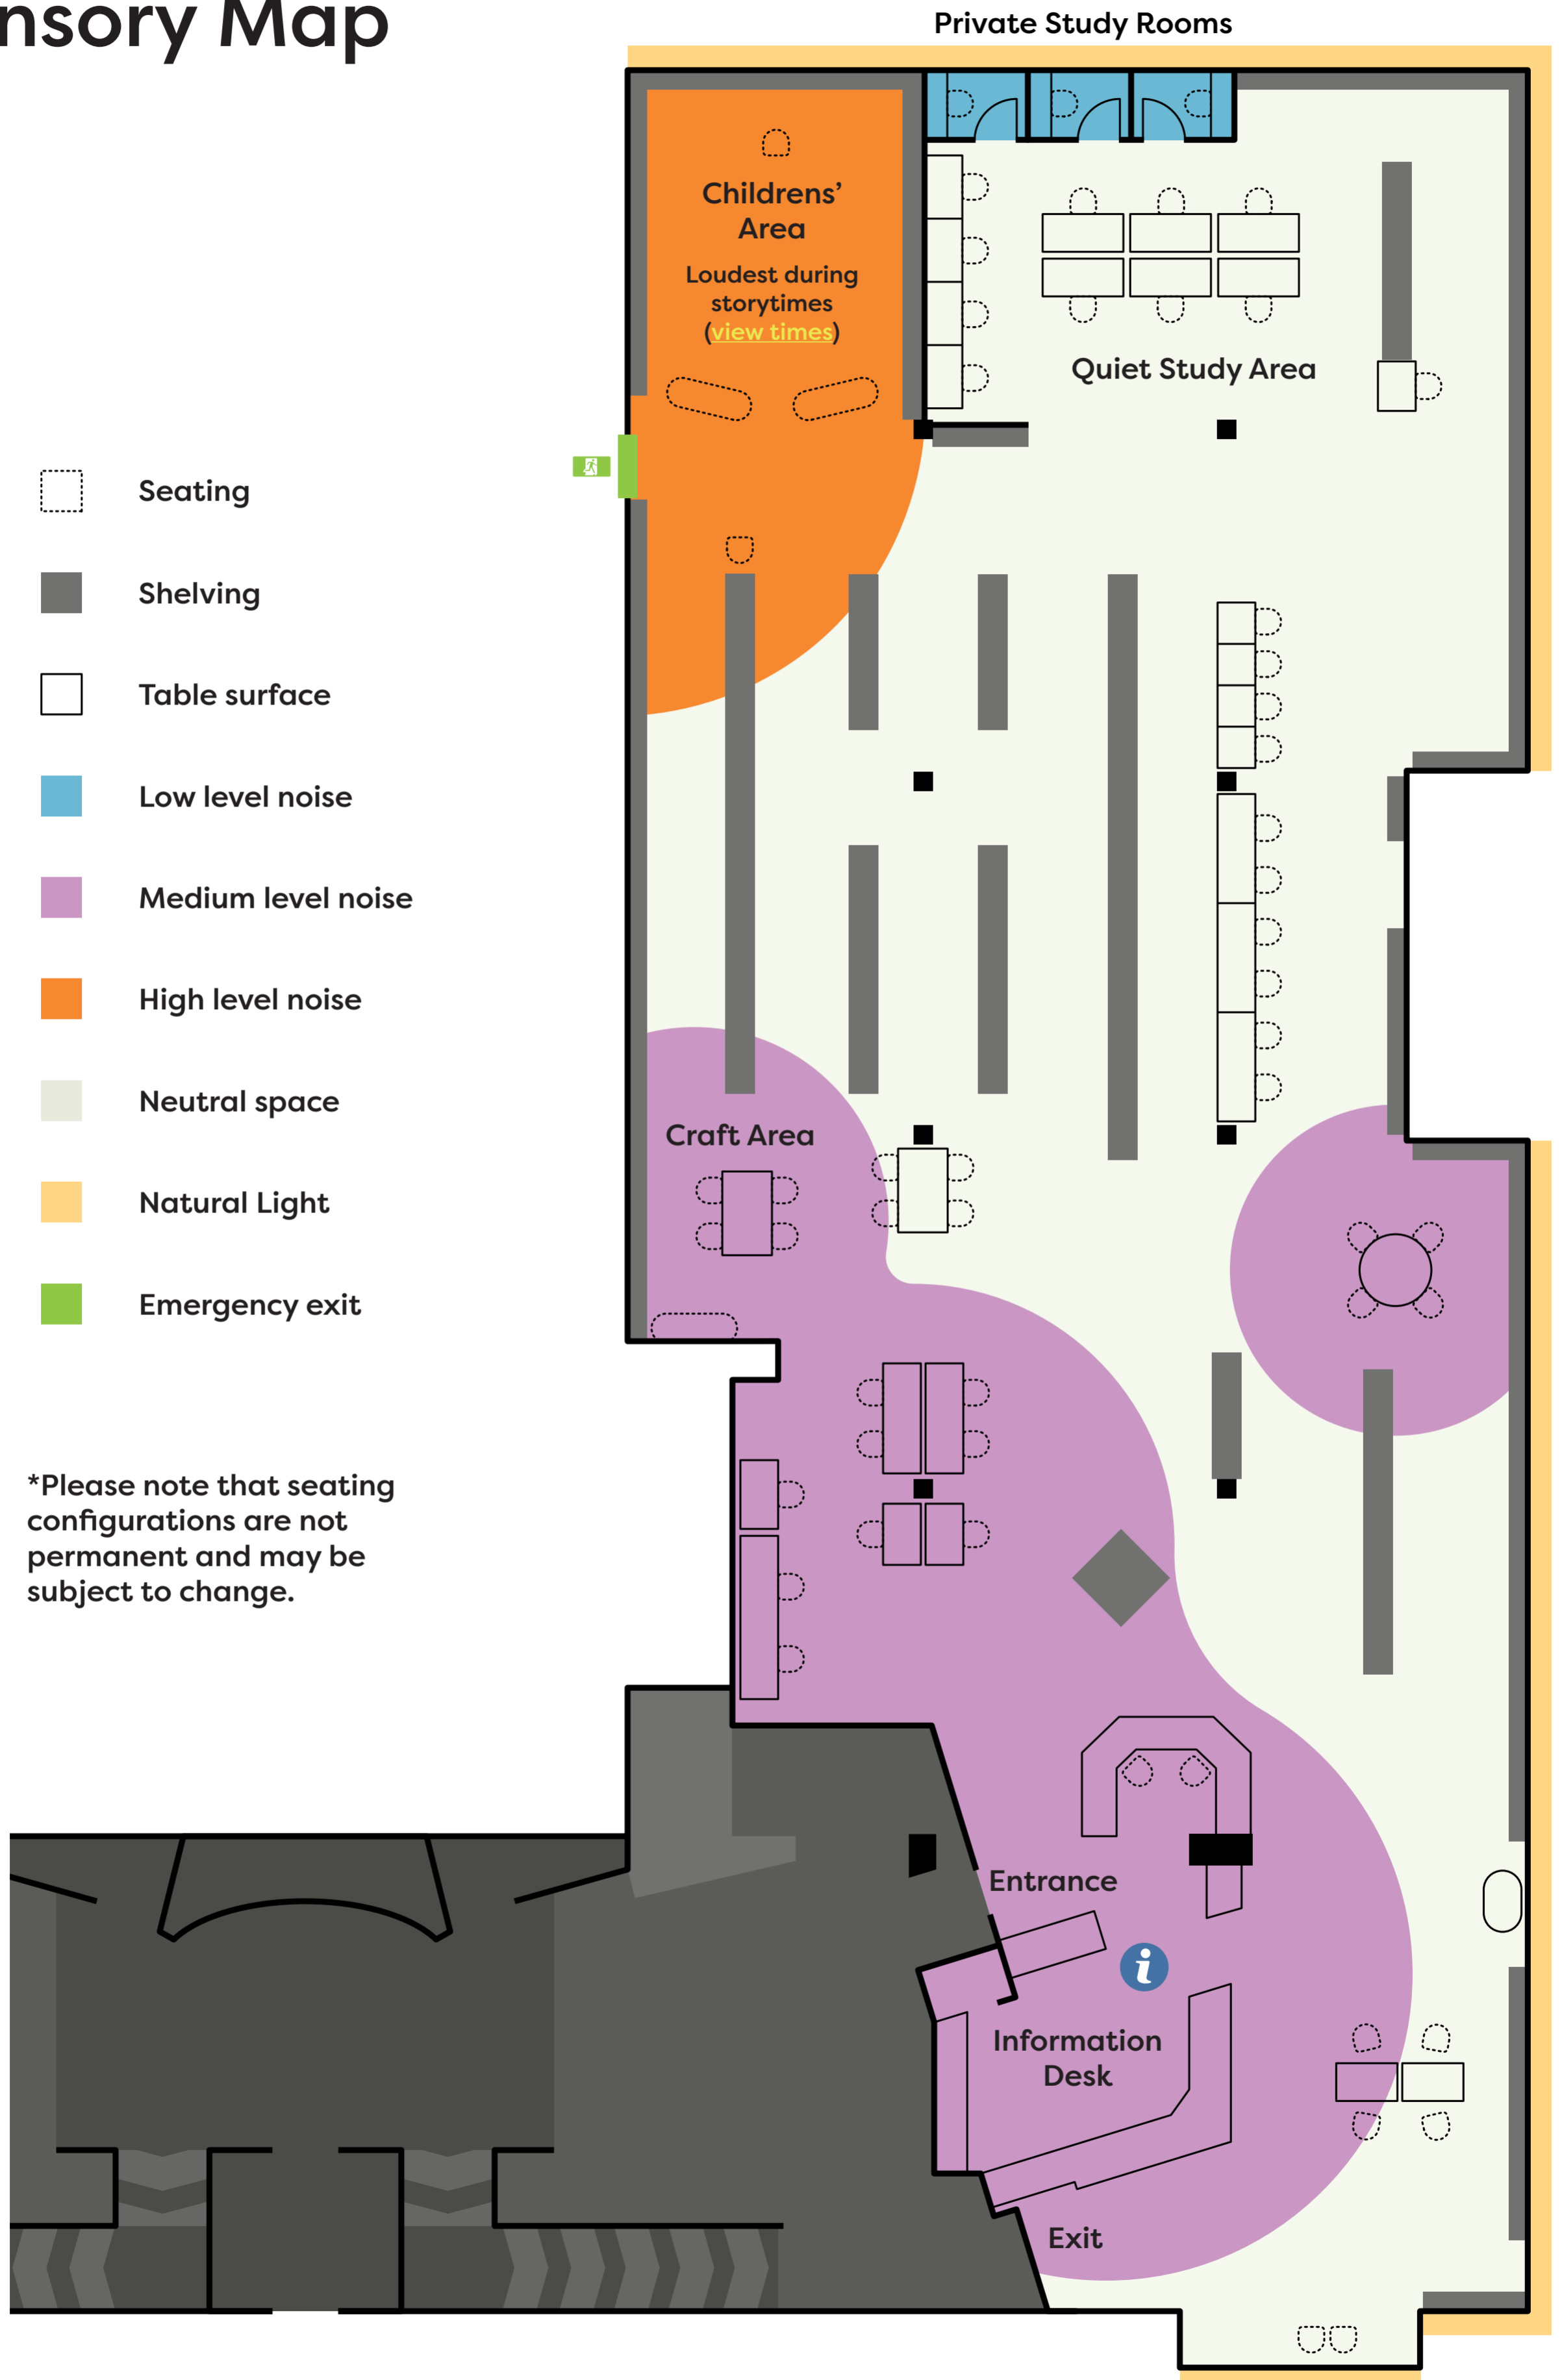 nsory Map
Private Study Rooms
Childrens’
Area
Loudest during
storytimes
(view times)
Quiet Study Area
Seating
Shelving
Table surface
Low level noise
Medium level noise
High level noise
Neutral space
Natural Light
Emergency exit
Craft Area
*Please note that seating
configurations are not
permanent and may be
subject to change.
Entrance
i
Information
Desk
Exit